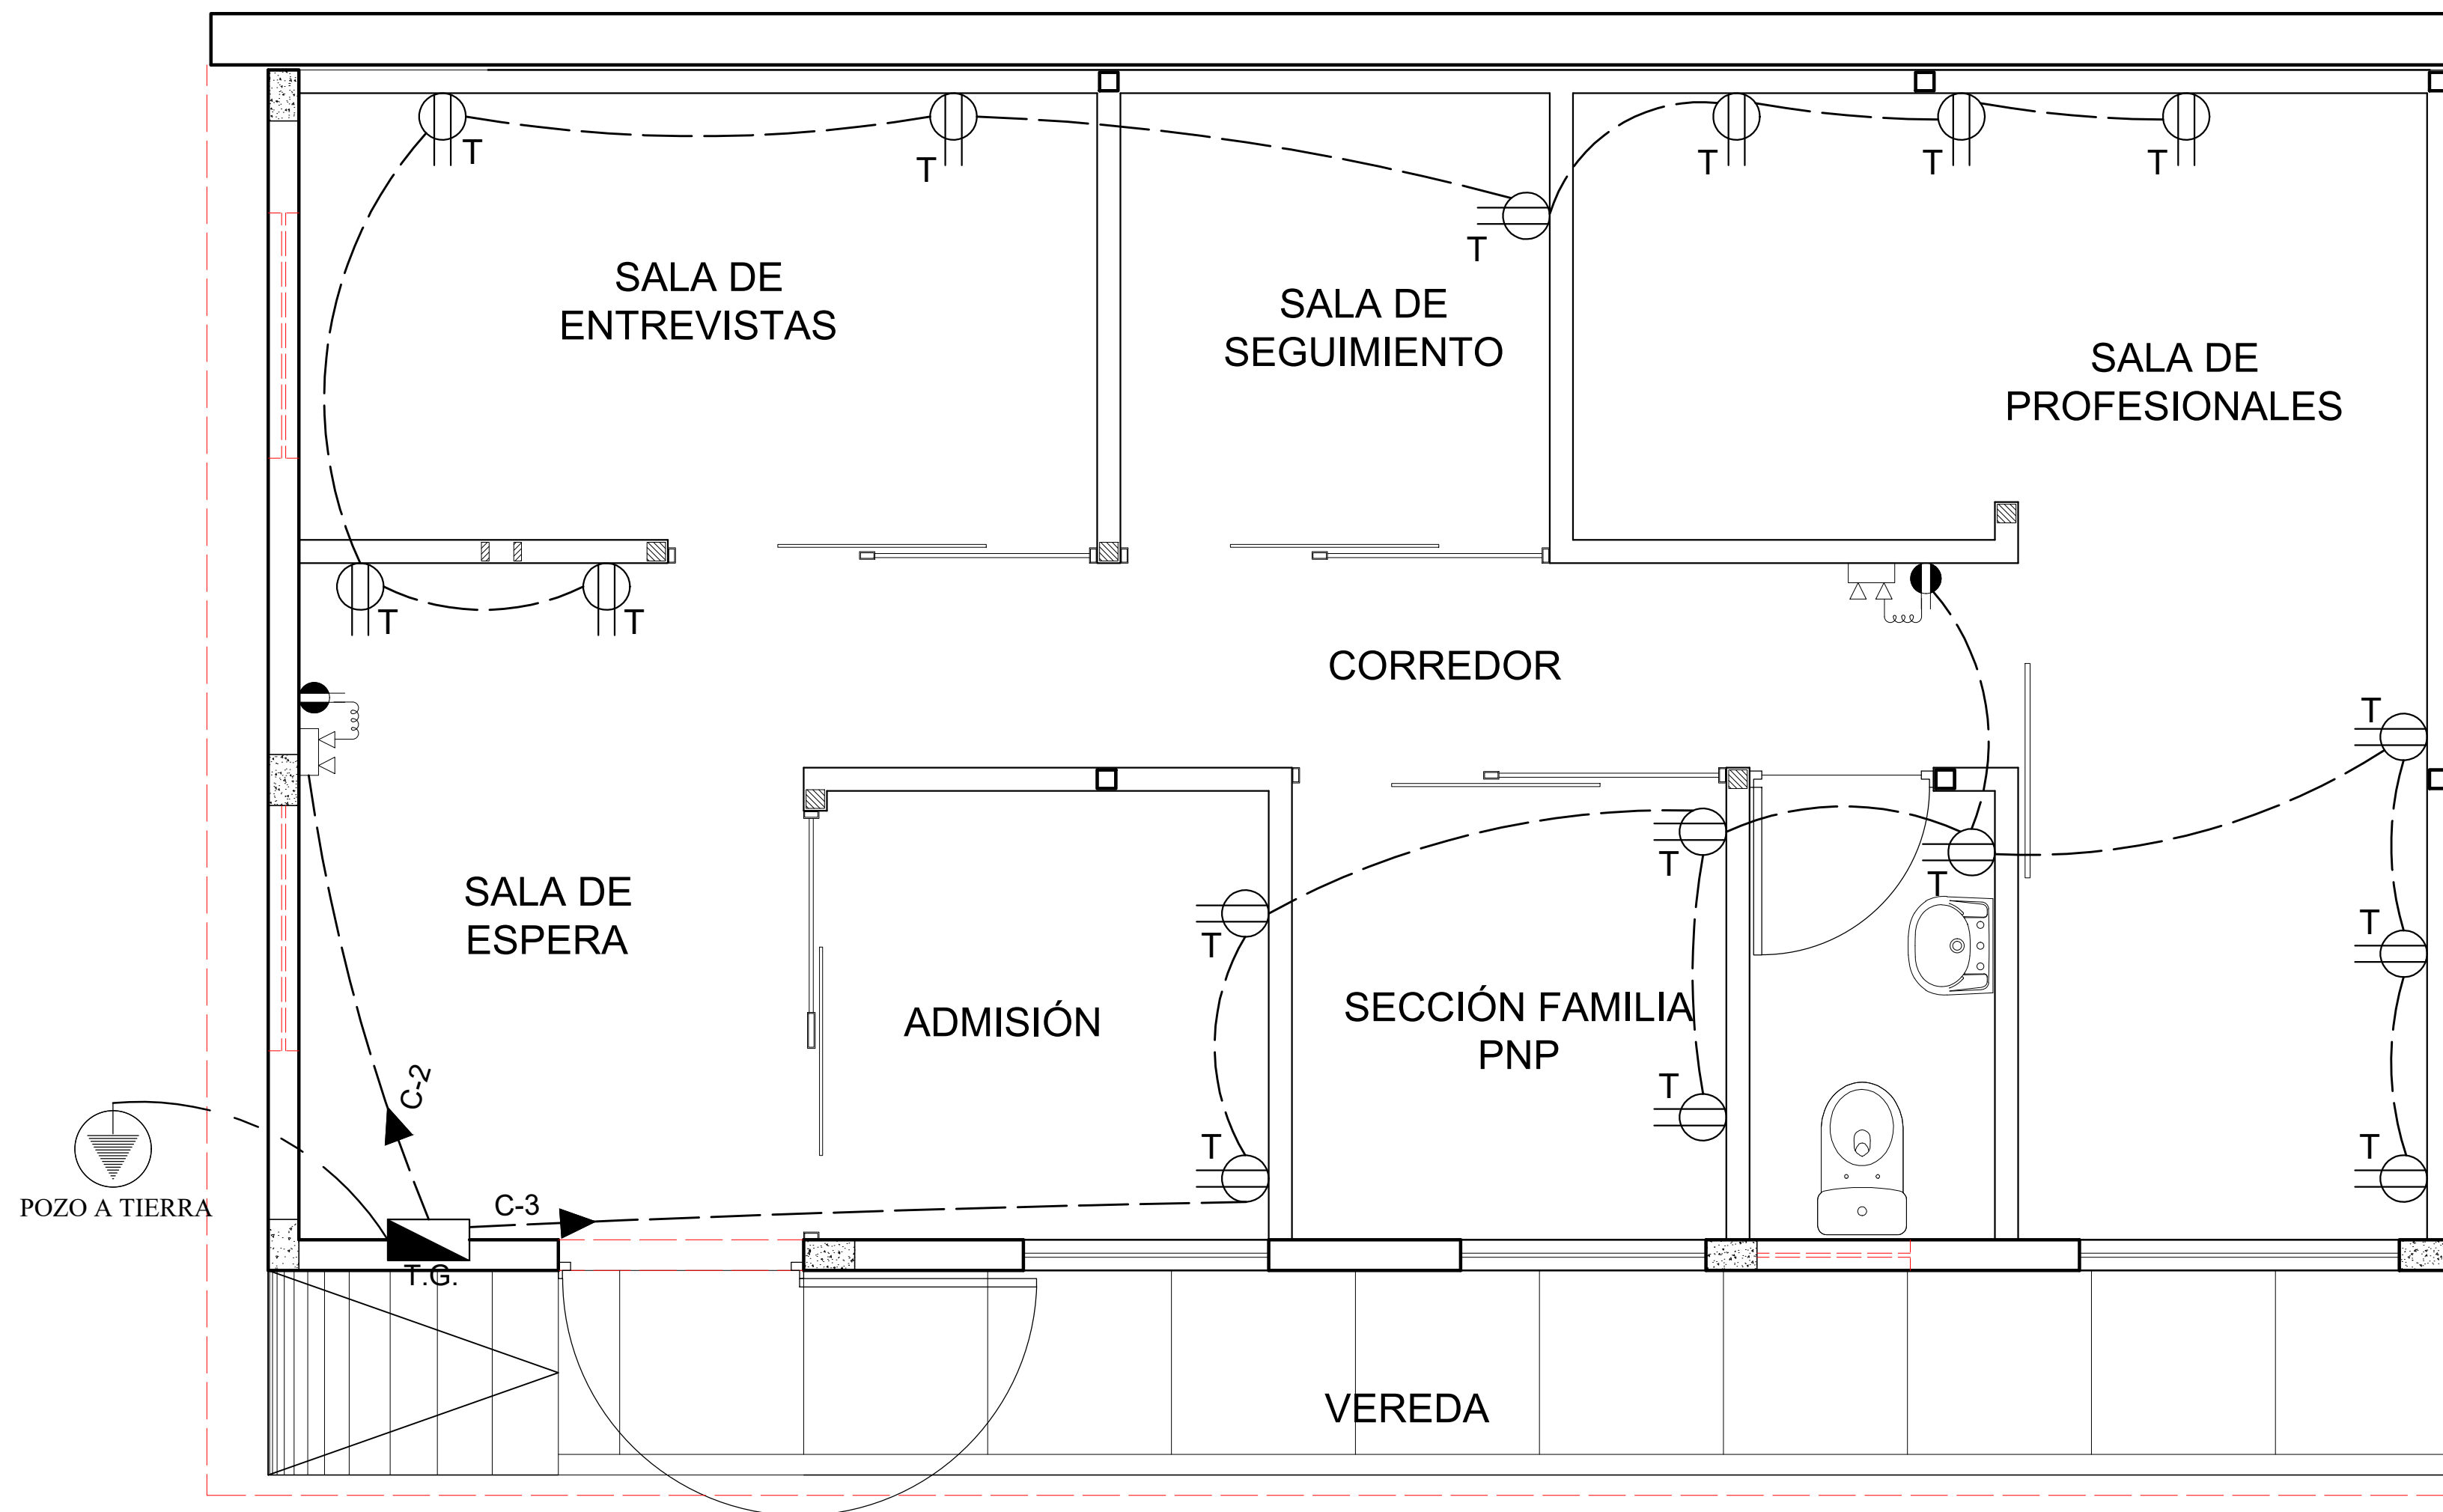 T
T
T
T
T
T
SALA DE
ENTREVISTAS
SALA DE
SEGUIMIENTO
SALA DE
PROFESIONALES
T
T
CORREDOR
T
T
T
SALA DE
ESPERA
T
T
ADMISIÓN
SECCIÓN FAMILIA
PNP
C-2
T
T
T
POZO A TIERRA
C-3
T.G.
VEREDA